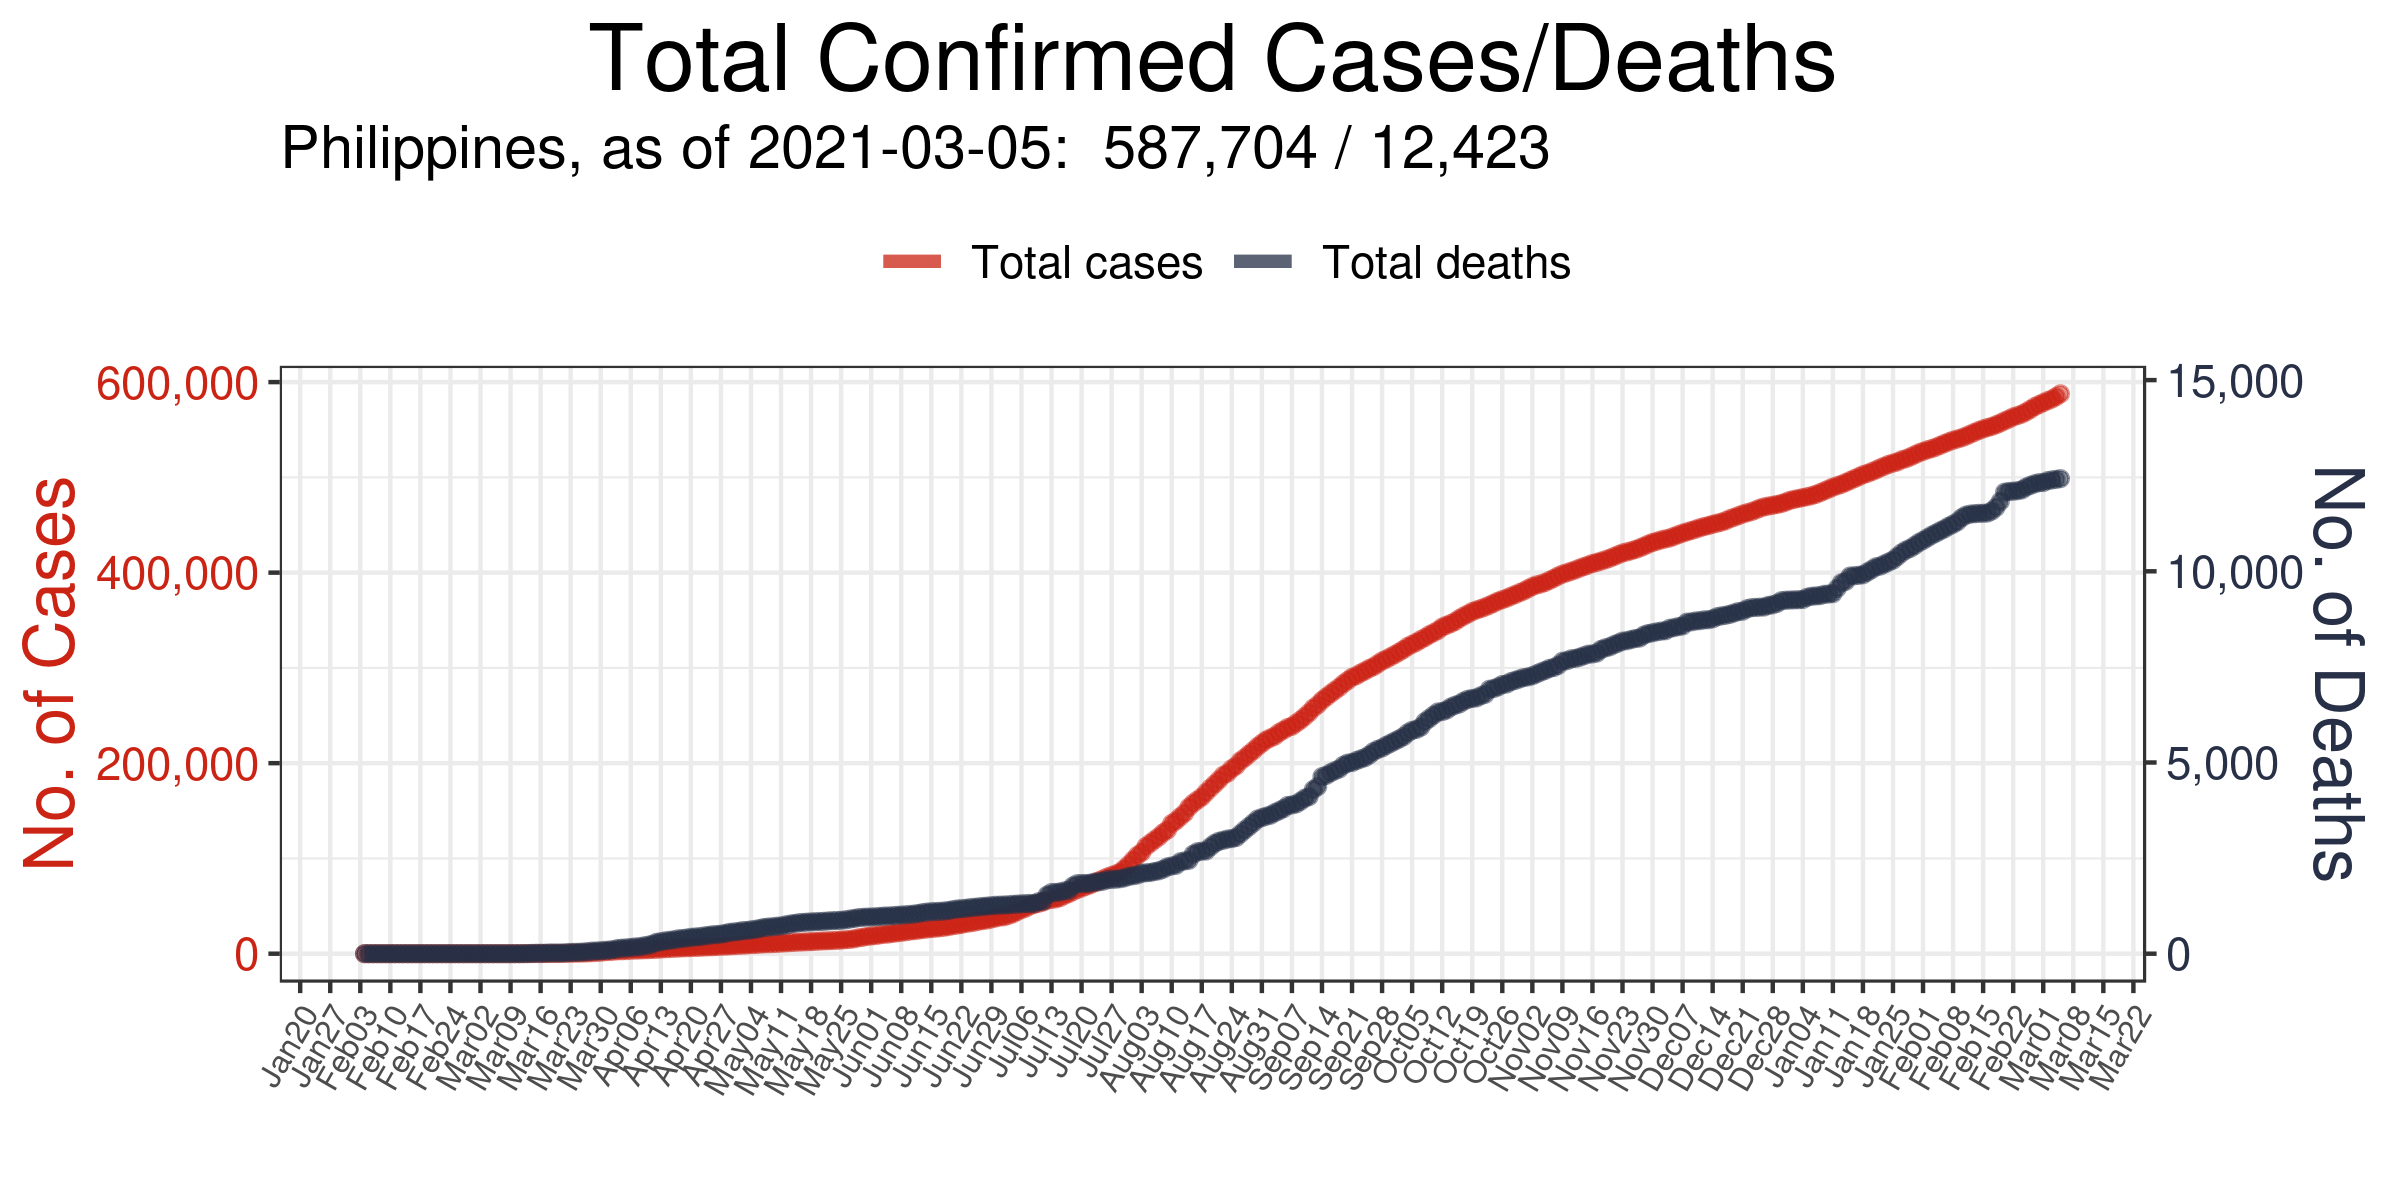 Total Confirmed Cases/Deaths
Philippines, as of 2021-03-05:  587,704 / 12,423
Total cases
Total deaths
No. of Cases
600,000
400,000
200,000
0
15,000
10,000
5,000
0
No. of Deaths
Jan20
Jan27
Feb03
Feb10
Feb17
Feb24
Mar02
Mar09
Mar16
Mar23
Mar30
Apr06
Apr13
Apr20
Apr27
May04
May11
May18
May25
Jun01
Jun08
Jun15
Jun22
Jun29
Jul06
Jul13
Jul20
Jul27
Aug03
Aug10
Aug17
Aug24
Aug31
Sep07
Sep14
Sep21
Sep28
Oct05
Oct12
Oct19
Oct26
Nov02
Nov09
Nov16
Nov23
Nov30
Dec07
Dec14
Dec21
Dec28
Dec04
Jan11
Jan18
Jan25
Feb01
Feb08
Feb15
Feb22
Mar01
Mar08
Mar15
Mar22